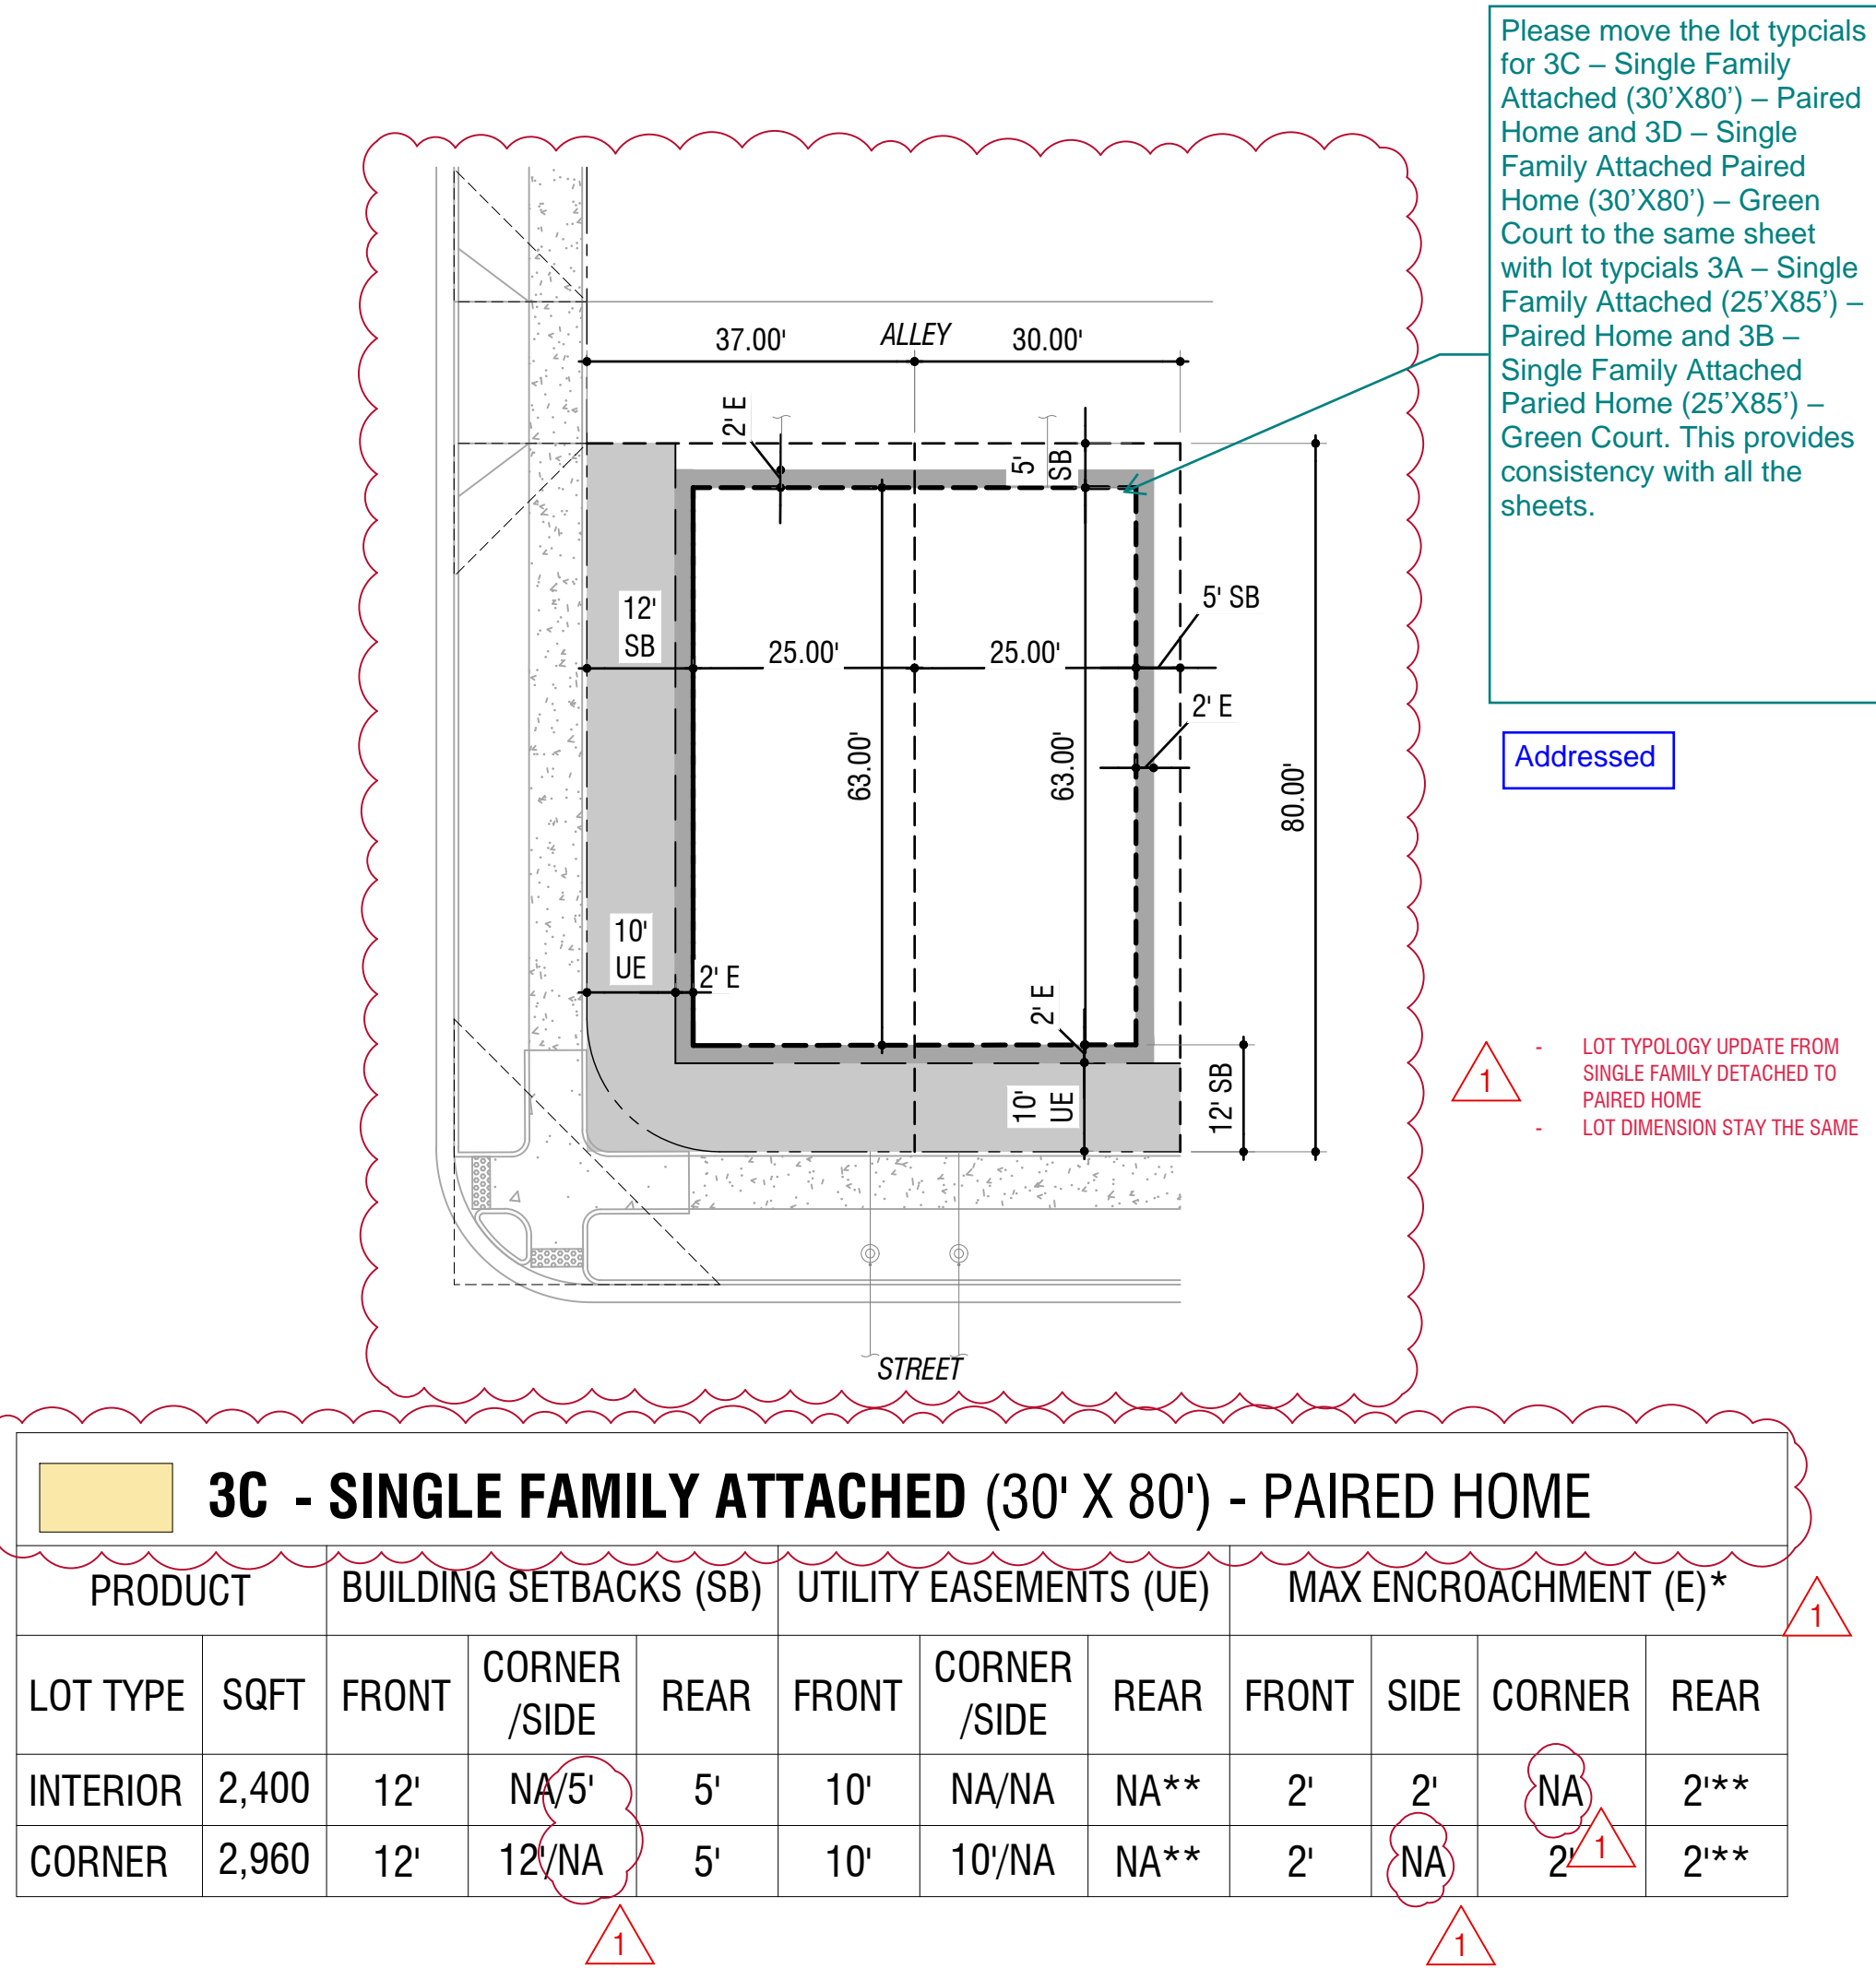 Please move the lot typcials
for 3C – Single Family
Attached (30'X80') – Paired
Home and 3D – Single
Family Attached Paired
Home (30'X80') – Green
Court to the same sheet
with lot typcials 3A – Single
Family Attached (25'X85') –
Paired Home and 3B –
Single Family Attached
Paried Home (25'X85') –
Green Court. This provides
consistency with all the
sheets.
Addressed
37.00' ALLEY 30.00'
2' E
5'
SB
12'
SB
25.00' 25.00'
5' SB
2' E
63.00' 63.00' 80.00'
10'
UE
2' E
2' E
10'
UE
12' SB
STREET
1
- LOT TYPOLOGY UPDATE FROM
SINGLE FAMILY DETACHED TO
PAIRED HOME
- LOT DIMENSION STAY THE SAME
3C - SINGLE FAMILY ATTACHED (30' X 80') - PAIRED HOME
PRODUCT BUILDING SETBACKS (SB) UTILITY EASEMENTS (UE) MAX ENCROACHMENT (E)*
1
LOT TYPE SQFT FRONT CORNER /SIDE REAR FRONT CORNER /SIDE REAR FRONT SIDE CORNER REAR
INTERIOR 2,400 12' NA/5' 5' 10' NA/NA NA** 2' 2' NA 2'**
CORNER 2,960 12' 12'/NA 5' 10' 10'/NA NA** 2' NA 2' 1 2'**
1 1